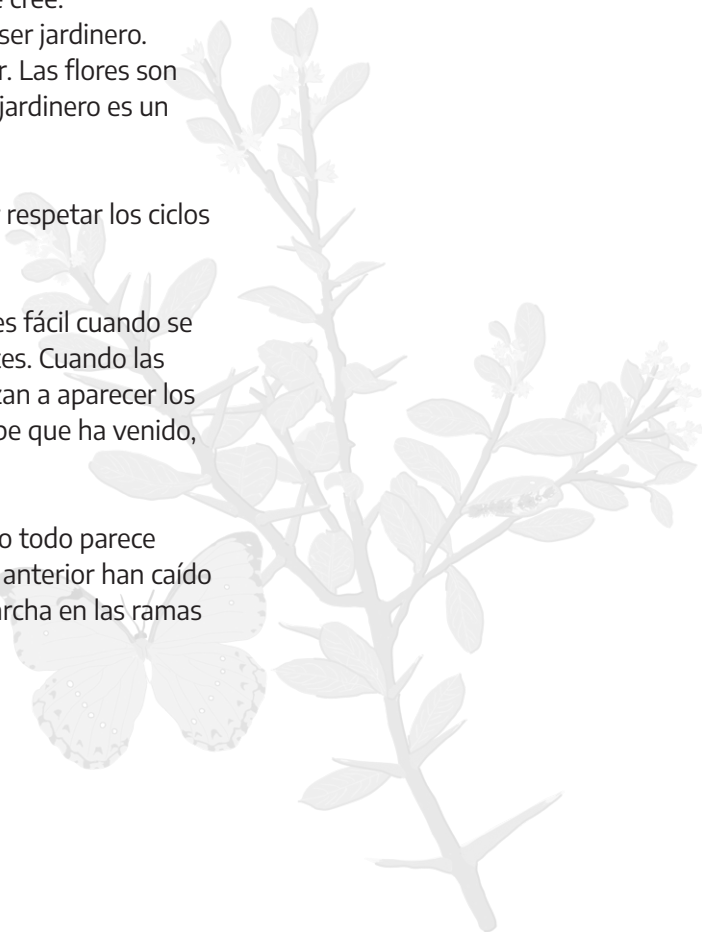 cree.
ser jardinero.
r. Las flores son
jardinero es un
respetar los ciclos
es fácil cuando se
es. Cuando las
zan a aparecer los
be que ha venido,
o todo parece
anterior han caído
archa en las ramas